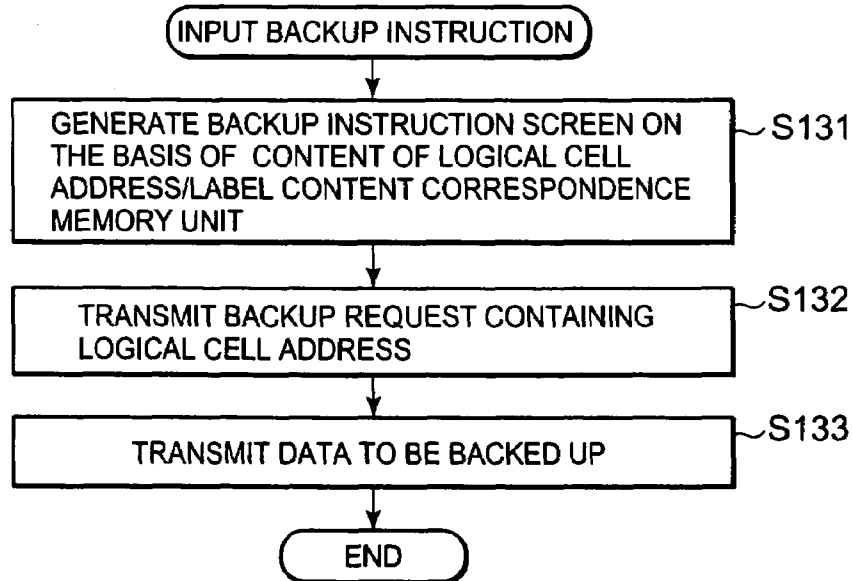 INPUT BACKUP INSTRUCTION
GENERATE BACKUP INSTRUCTION SCREEN ON
THE BASIS OF CONTENT OF LOGICAL CELL
ADDRESS/LABEL CONTENT CORRESPONDENCE
MEMORY UNIT
S131
TRANSMIT BACKUP REQUEST CONTAINING
LOGICAL CELL ADDRESS
S132
TRANSMIT DATA TO BE BACKED UP
S133
END